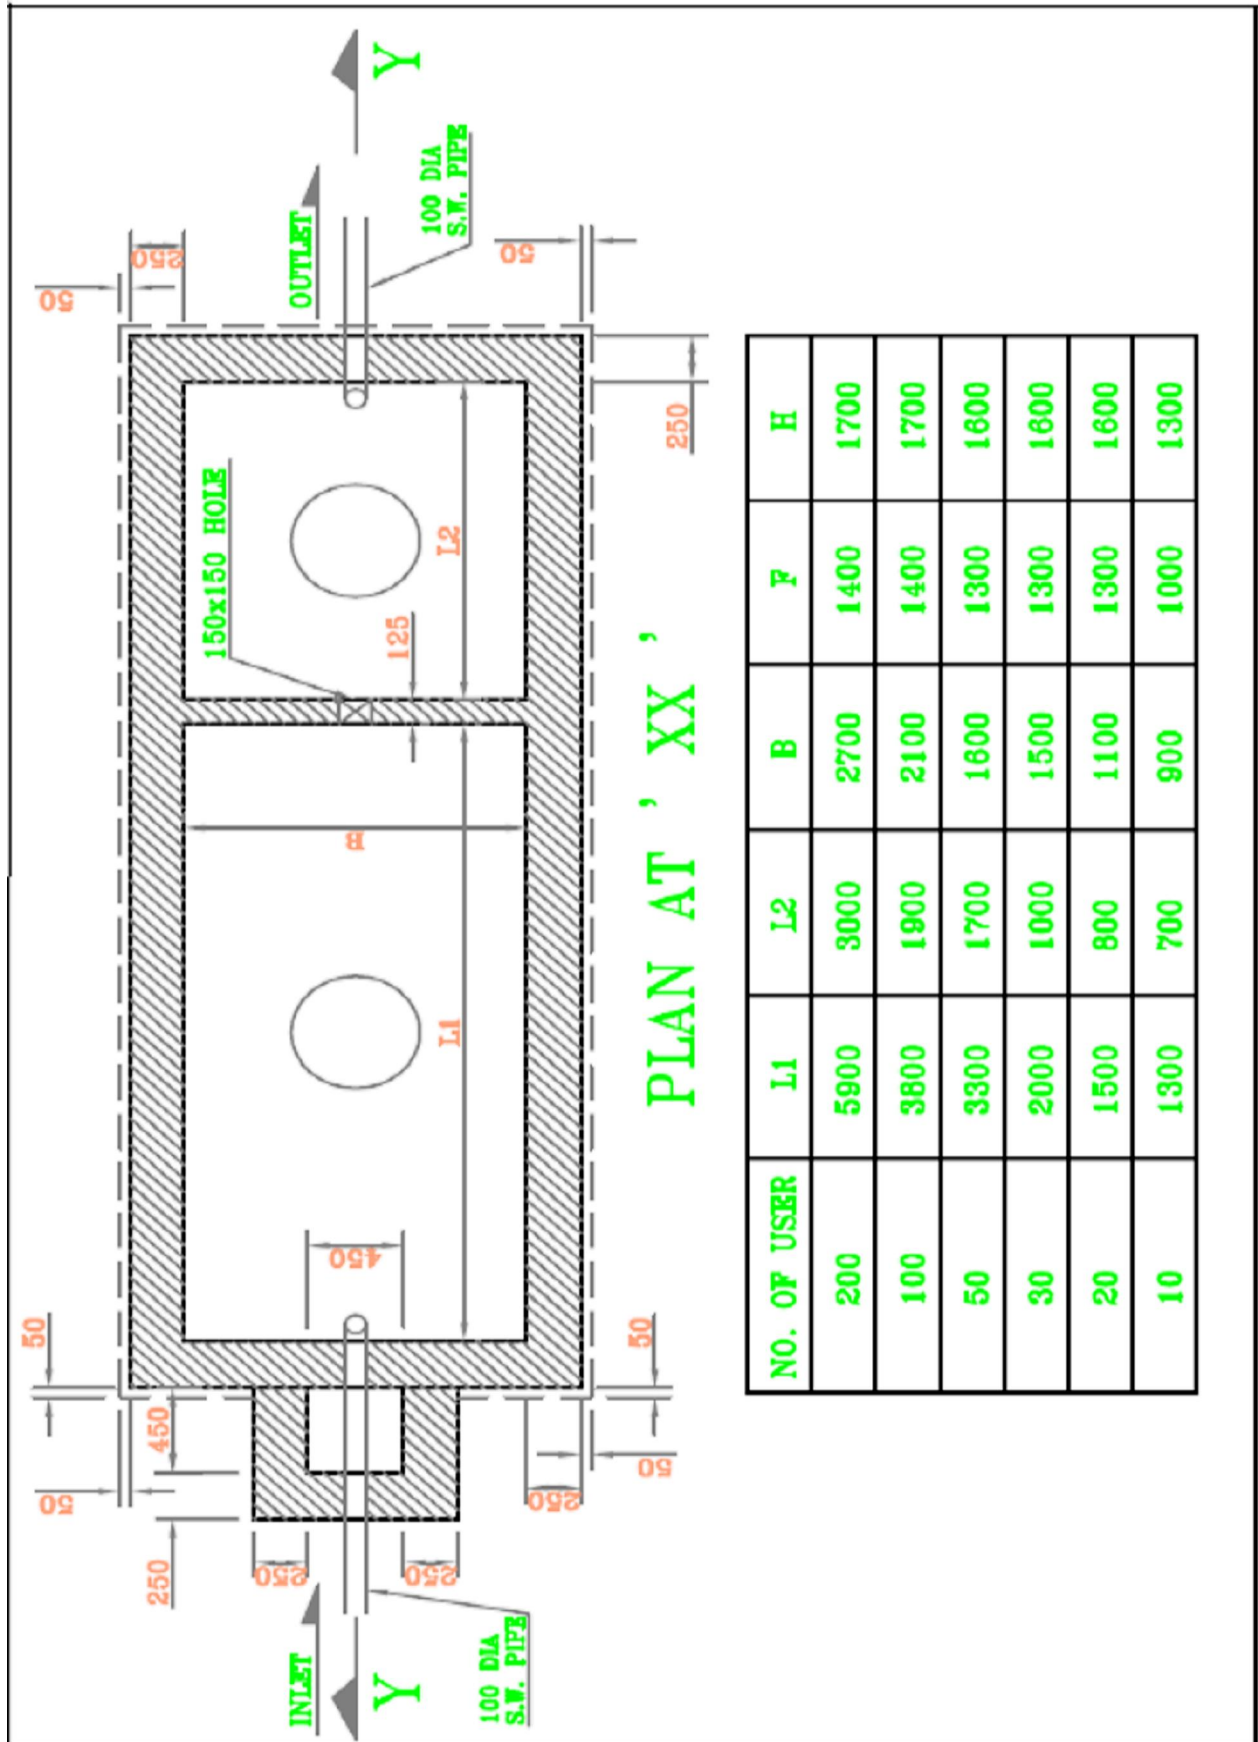 50
250
50
OUTLET
Y
100 DIA
S.W. PIPE
50
150x150 HOLE
L2
125
250
B
L1
450
50
450
50
250
50
50
250
250
250
INLET
Y
100 DIA
S.W. PIPE
PLAN AT ' XX '
NO. OF USER L1 L2 B F H
200 5900 3000 2700 1400 1700
100 3800 1900 2100 1400 1700
50 3300 1700 1600 1300 1600
30 2000 1000 1500 1300 1600
20 1500 800 1100 1300 1600
10 1300 700 900 1000 1300